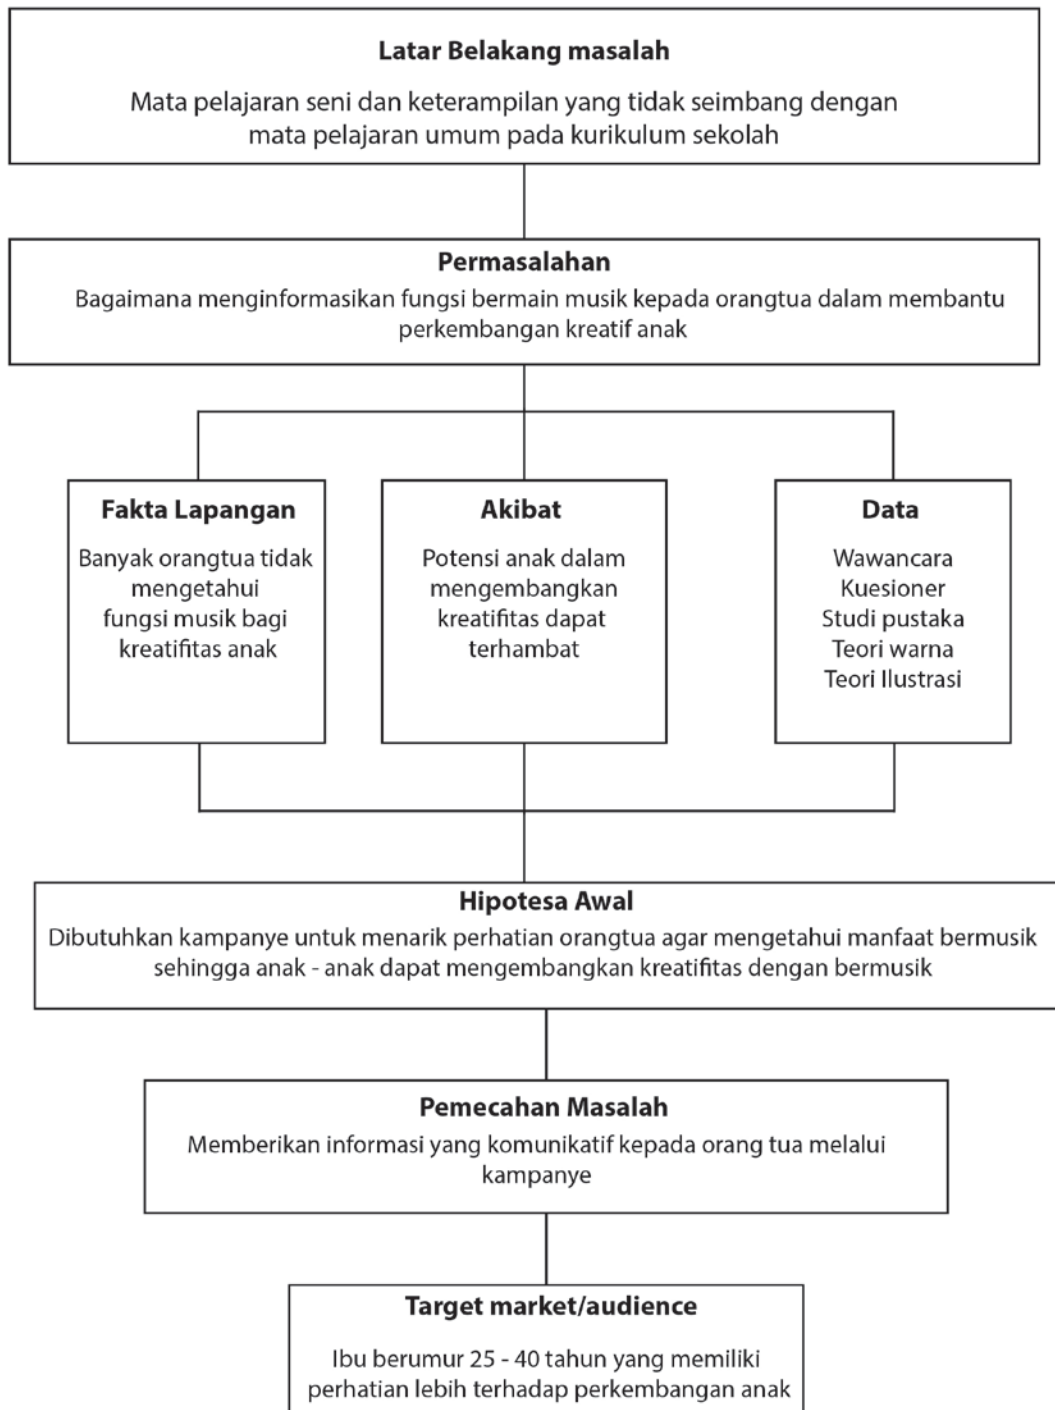 Latar Belakang masalah
Mata pelajaran seni dan keterampilan yang tidak seimbang dengan
mata pelajaran umum pada kurikulum sekolah
Permasalahan
Bagaimana menginformasikan fungsi bermain musik kepada orangtua dalam membantu
perkembangan kreatif anak
Fakta Lapangan
Banyak orangtua tidak
mengetahui
fungsi musik bagi
kreatifitas anak
Akibat
Potensi anak dalam
mengembangkan
kreatifitas dapat
terhambat
Data
Wawancara
Kuesioner
Studi pustaka
Teori warna
Teori Ilustrasi
Hipotesa Awal
Dibutuhkan kampanye untuk menarik perhatian orangtua agar mengetahui manfaat bermusik
sehingga anak - anak dapat mengembangkan kreatifitas dengan bermusik
Pemecahan Masalah
Memberikan informasi yang komunikatif kepada orang tua melalui
kampanye
Target market/audience
Ibu berumur 25 - 40 tahun yang memiliki
perhatian lebih terhadap perkembangan anak